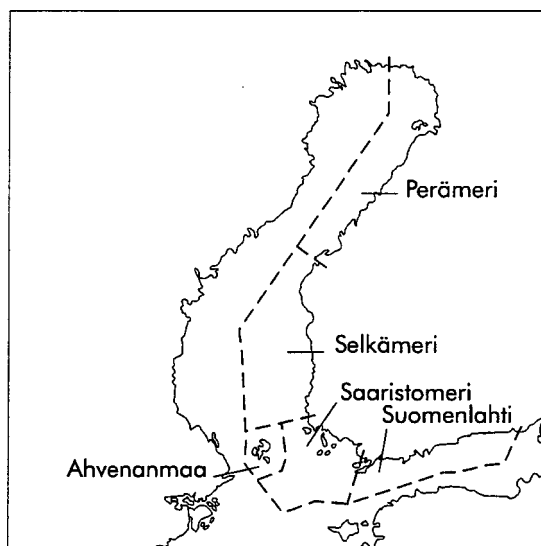 Perämeri
Selkämeri
Saaristomeri
Suomenlahti
Ahvenanmaa